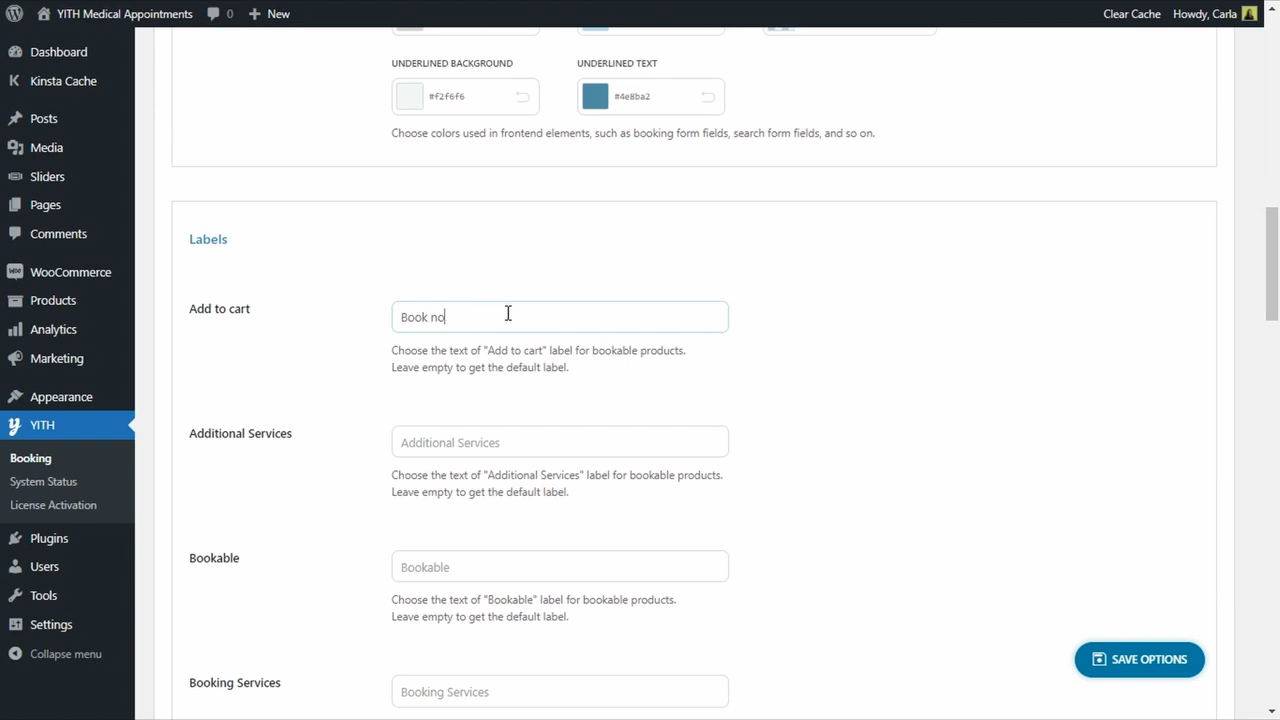 YITH Medical Appointments 0 New Clear Cache Howdy, Carla
Dashboard
Kinsta Cache
Posts
Media
Sliders
Pages
Comments
WooCommerce
Products
Analytics
Marketing
Appearance
YITH
Booking
System Status
License Activation
Plugins
Users
Tools
Settings
Collapse menu
UNDERLINED BACKGROUND UNDERLINED TEXT
#f2f6f6 #4e8ba2
Choose colors used in frontend elements, such as booking form fields, search form fields, and so on.
Labels
Add to cart
Book no
Choose the text of "Add to cart" label for bookable products.
Leave empty to get the default label.
Additional Services
Additional Services
Choose the text of "Additional Services" label for bookable products.
Leave empty to get the default label.
Bookable
Bookable
Choose the text of "Bookable" label for bookable products.
Leave empty to get the default label.
Booking Services
Booking Services
SAVE OPTIONS